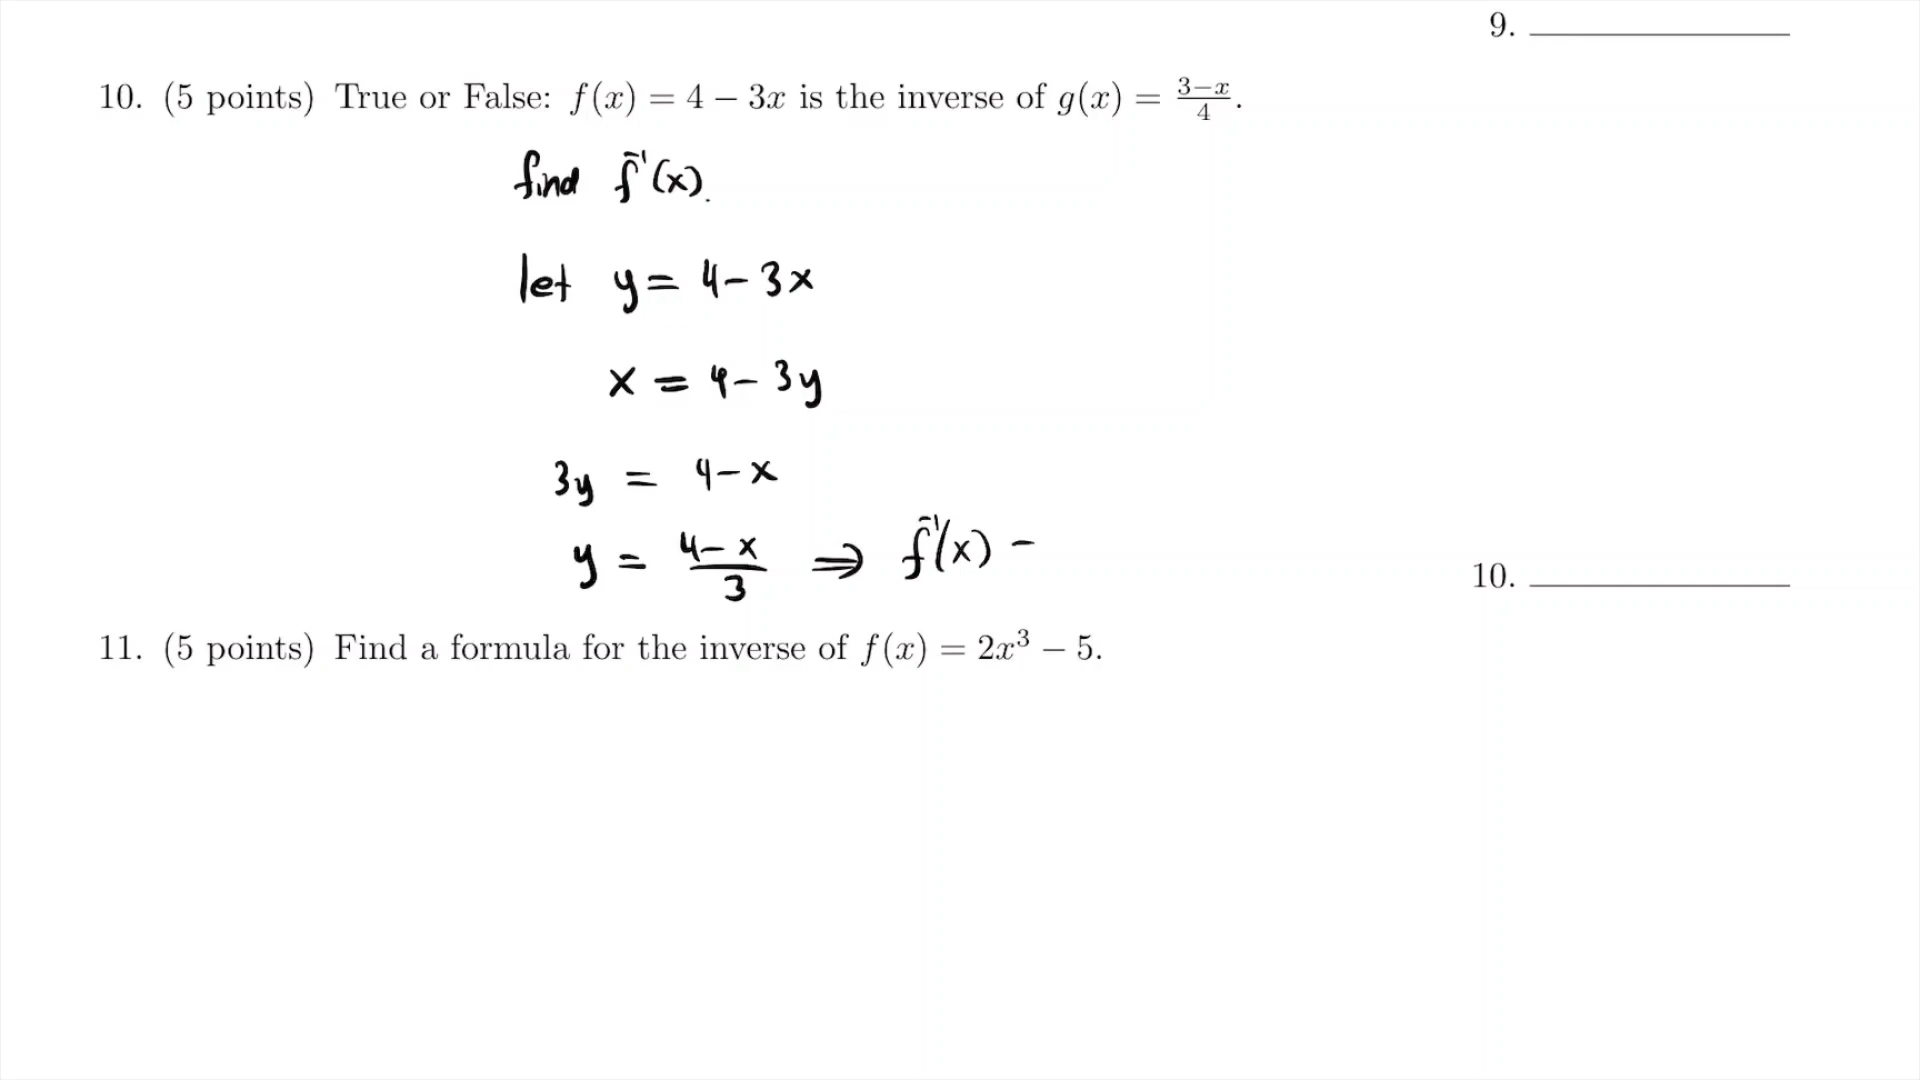 9.
10. (5 points) True or False: f(x) = 4 − 3x is the inverse of g(x) = (3−x)/4.
find f⁻¹(x).
let y = 4 − 3x
x = 4 − 3y
3y = 4 − x
y = (4 − x)/3 ⇒ f⁻¹(x) −
10.
11. (5 points) Find a formula for the inverse of f(x) = 2x³ − 5.